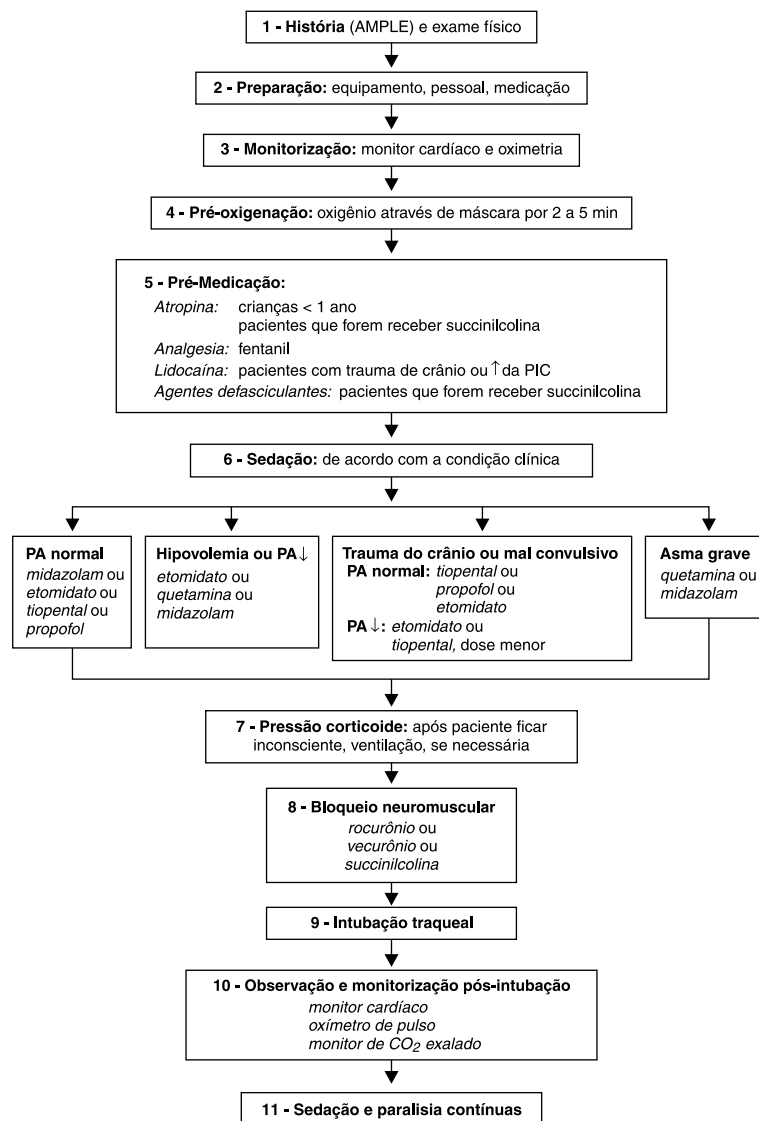 1 - História (AMPLE) e exame físico
2 - Preparação: equipamento, pessoal, medicação
3 - Monitorização: monitor cardíaco e oximetria
4 - Pré-oxigenação: oxigênio através de máscara por 2 a 5 min
5 - Pré-Medicação:
Atropina: crianças < 1 ano
pacientes que forem receber succinilcolina
Analgesia: fentanil
Lidocaína: pacientes com trauma de crânio ou ↑ da PIC
Agentes defasciculantes: pacientes que forem receber succinilcolina
6 - Sedação: de acordo com a condição clínica
PA normal
midazolam ou
etomidato ou
tiopental ou
propofol
Hipovolemia ou PA ↓
etomidato ou
quetamina ou
midazolam
Trauma do crânio ou mal convulsivo
PA normal: tiopental ou
propofol ou
etomidato
PA ↓: etomidato ou
tiopental, dose menor
Asma grave
quetamina ou
midazolam
7 - Pressão corticoide: após paciente ficar
inconsciente, ventilação, se necessária
8 - Bloqueio neuromuscular
rocurônio ou
vecurônio ou
succinilcolina
9 - Intubação traqueal
10 - Observação e monitorização pós-intubação
monitor cardíaco
oxímetro de pulso
monitor de CO2 exalado
11 - Sedação e paralisia contínuas